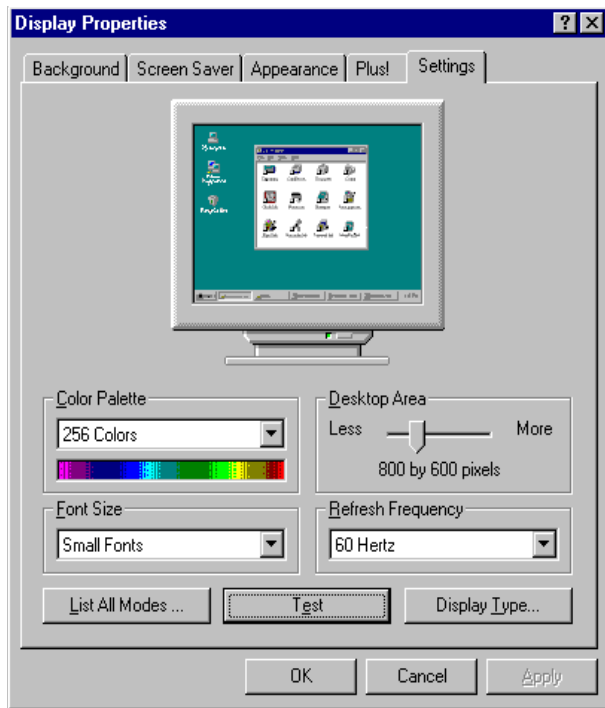 Display Properties
Background Screen Saver Appearance Plus! Settings
Color Palette
256 Colors
Desktop Area
Less More
800 by 600 pixels
Font Size
Small Fonts
Refresh Frequency
60 Hertz
List All Modes ... Test Display Type...
OK Cancel Apply